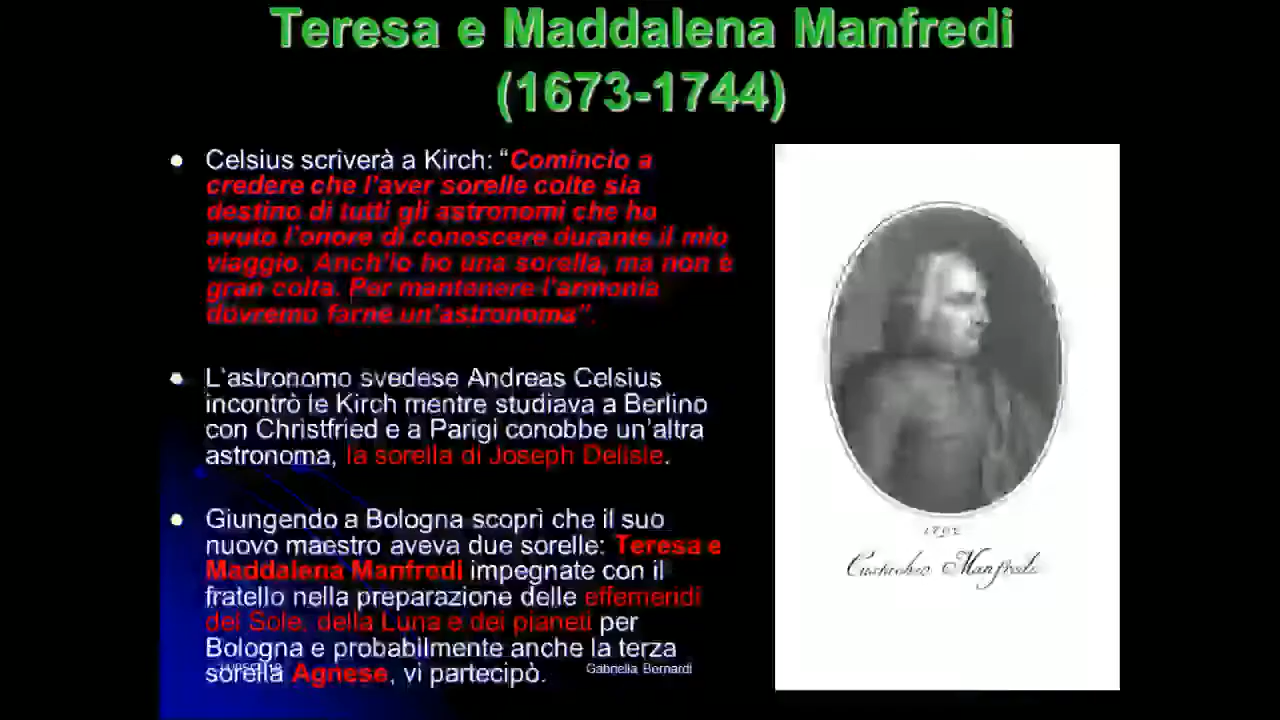 Teresa e Maddalena Manfredi
(1673-1744)
Celsius scriverà a Kirch: “Comincio a
credere che l’aver sorelle colte sia
destino di tutti gli astronomi che ho
avuto l’onore di conoscere durante il mio
viaggio. Anch’io ho una sorella, ma non è
gran colta. Per mantenere l’armonia
dovremo farne un’astronoma”.
L’astronomo svedese Andreas Celsius
incontrò le Kirch mentre studiava a Berlino
con Christfried e a Parigi conobbe un’altra
astronoma, la sorella di Joseph Delisle.
Giungendo a Bologna scoprì che il suo
nuovo maestro aveva due sorelle: Teresa e
Maddalena Manfredi impegnate con il
fratello nella preparazione delle effemeridi
del Sole, della Luna e dei pianeti per
Bologna e probabilmente anche la terza
sorella Agnese, vi partecipò.
Gabriella Bernardi
Manfredi